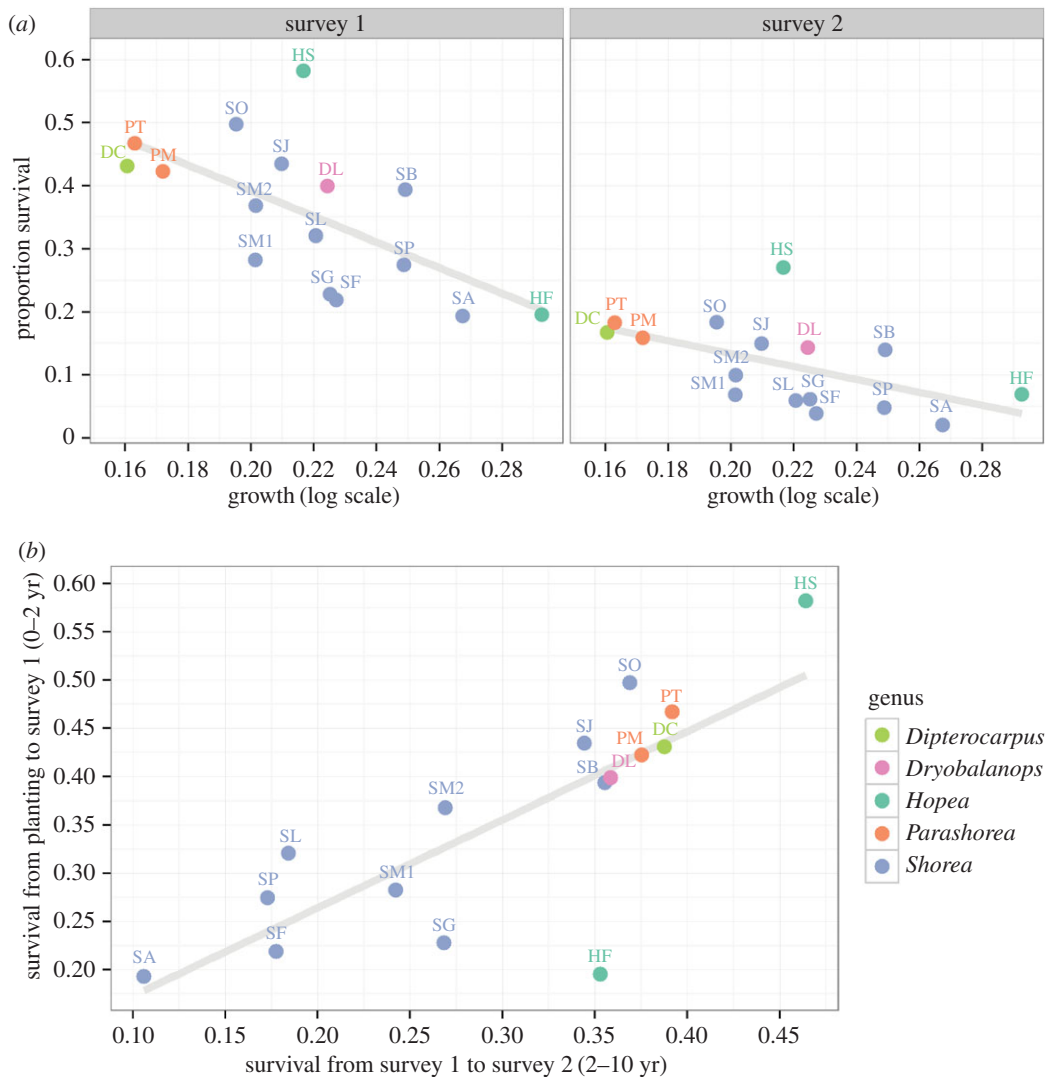 (a)
survey 1
survey 2
proportion survival
0.6
0.5
0.4
0.3
0.2
0.1
0
HS
SO
PT
DC
PM
SJ
DL
SB
SM2
SL
SM1
SP
SG
SF
SA
HF
0.16
0.20
0.22
0.24
0.26
0.28
growth (log scale)
HS
PT
DC
PM
SO
SJ
DL
SB
SM2
SM1
SL
SG
SF
SP
SA
HF
0.16
0.20
0.22
0.24
0.26
0.28
growth (log scale)
(b)
survival from planting to survey 1 (0–2 yr)
0.60
0.55
0.50
0.45
0.40
0.35
0.30
0.25
0.20
HS
SO
PT
SJ
PM
DC
SB
DL
SM2
SL
SP
SM1
SF
SG
SA
HF
0.10
0.15
0.20
0.25
0.30
0.35
0.40
0.45
survival from survey 1 to survey 2 (2–10 yr)
genus
Dipterocarpus
Dryobalanops
Hopea
Parashorea
Shorea